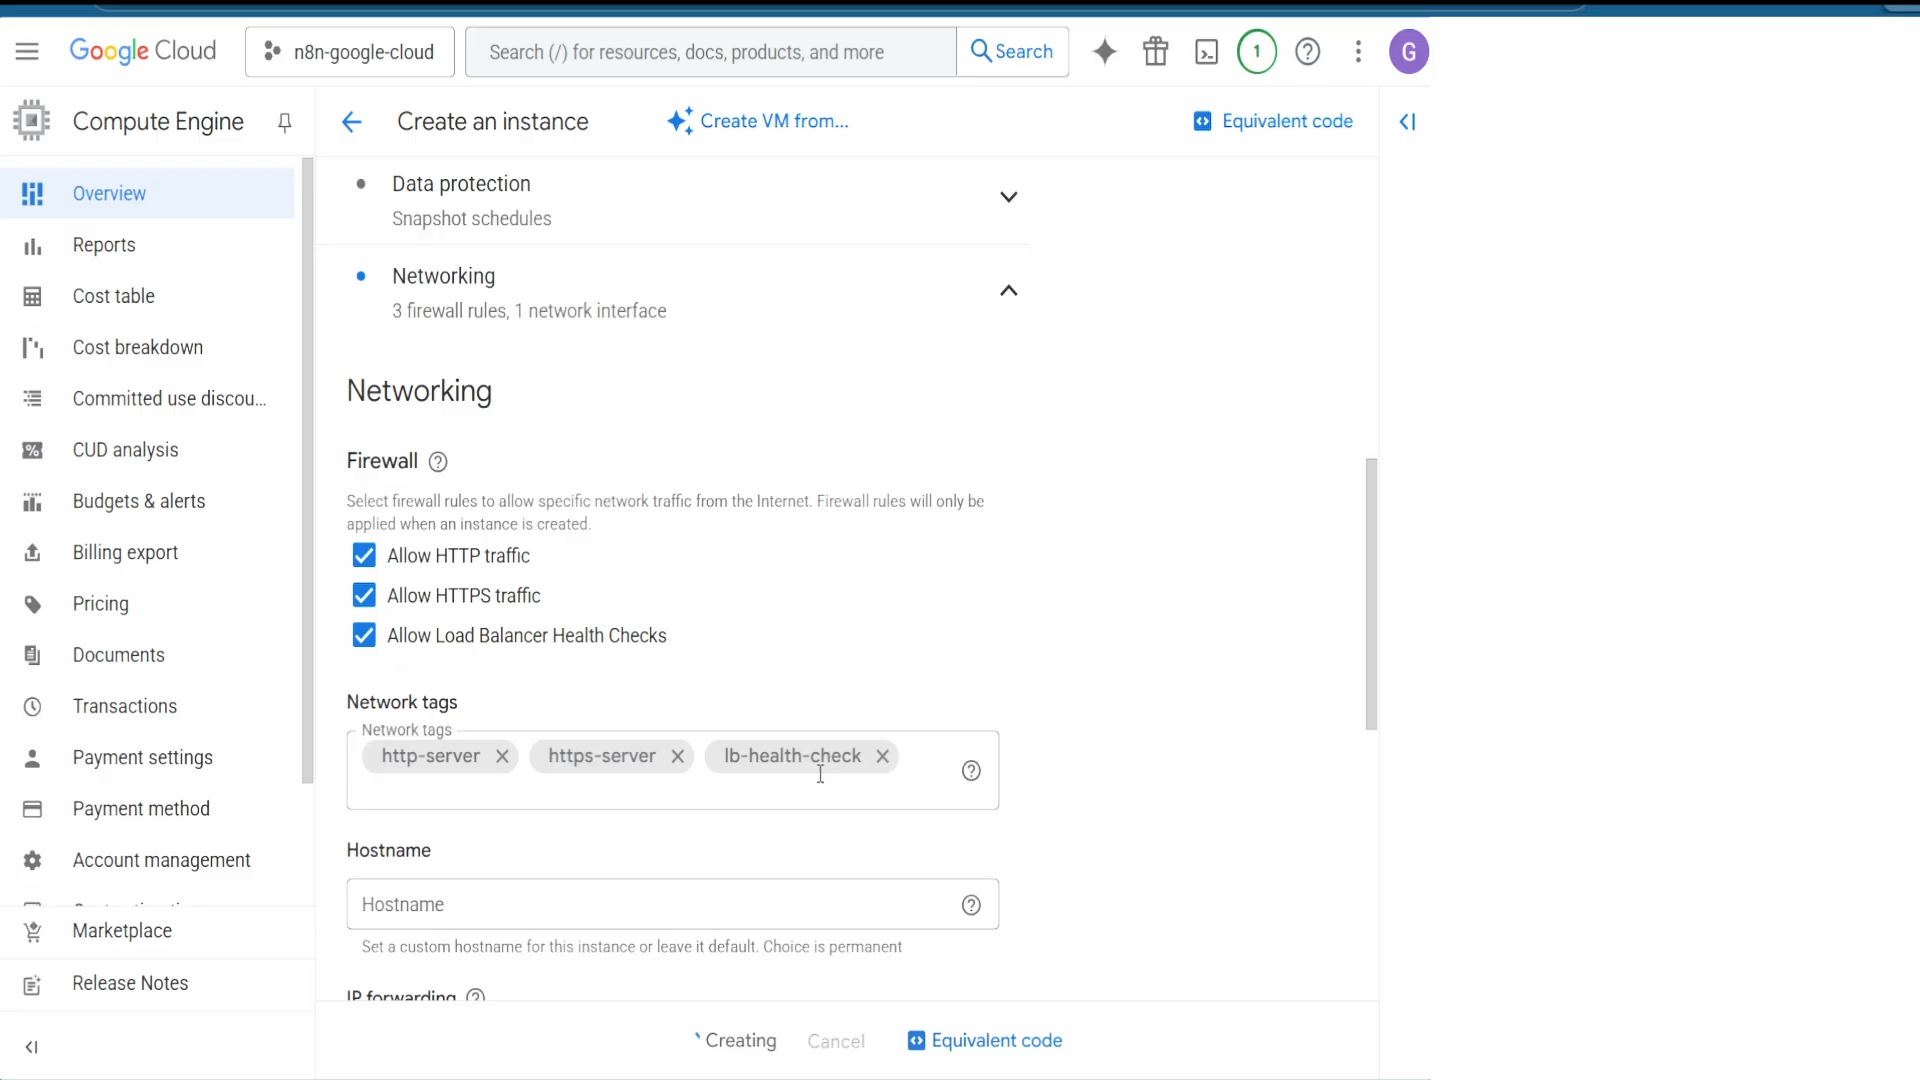 Google Cloud
n8n-google-cloud
Search (/) for resources, docs, products, and more
Search
1
G
Compute Engine
Create an instance
Create VM from...
Equivalent code
Overview
Reports
Cost table
Cost breakdown
Committed use discou...
CUD analysis
Budgets & alerts
Billing export
Pricing
Documents
Transactions
Payment settings
Payment method
Account management
Marketplace
Release Notes
Data protection
Snapshot schedules
Networking
3 firewall rules, 1 network interface
Networking
Firewall
Select firewall rules to allow specific network traffic from the Internet. Firewall rules will only be
applied when an instance is created.
Allow HTTP traffic
Allow HTTPS traffic
Allow Load Balancer Health Checks
Network tags
Network tags
http-server
https-server
lb-health-check
Hostname
Hostname
Set a custom hostname for this instance or leave it default. Choice is permanent
IP forwarding
Creating
Cancel
Equivalent code